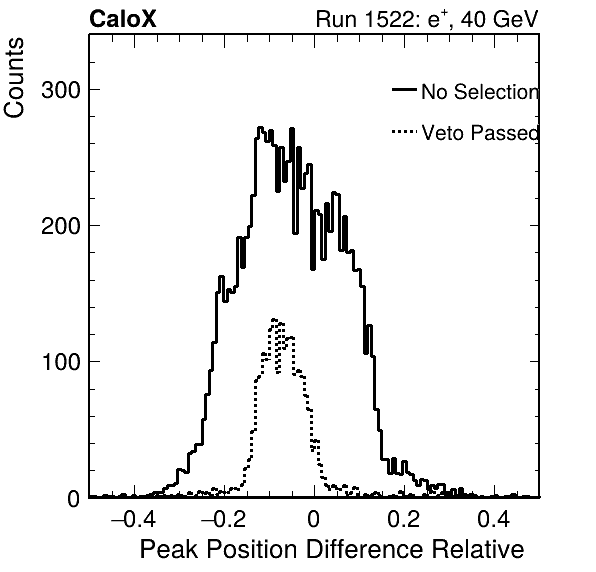 CaloX Run 1522: e⁺, 40 GeV
Counts
300
No Selection
Veto Passed
200
100
0
−0.4 −0.2 0 0.2 0.4
Peak Position Difference Relative